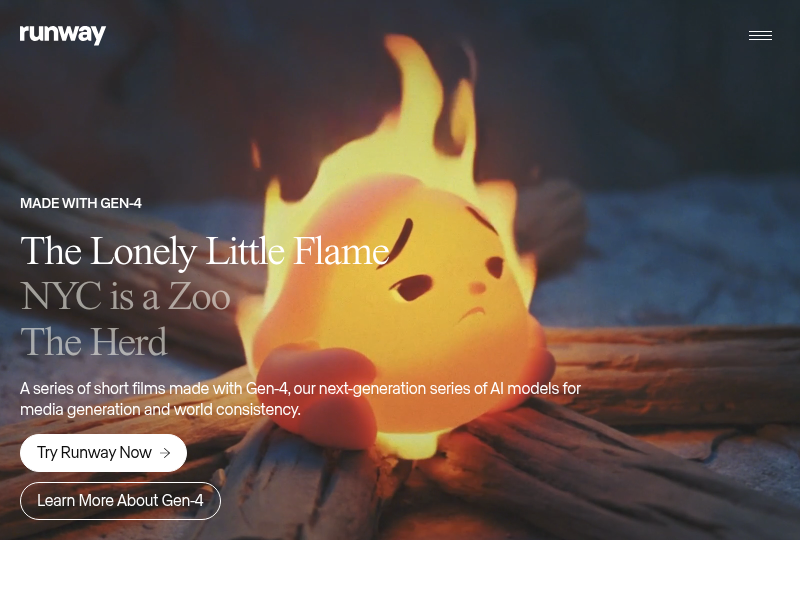 runway
MADE WITH GEN-4
The Lonely Little Flame
NYC is a Zoo
The Herd
A series of short films made with Gen-4, our next-generation series of AI models for
media generation and world consistency.
Try Runway Now →
Learn More About Gen-4